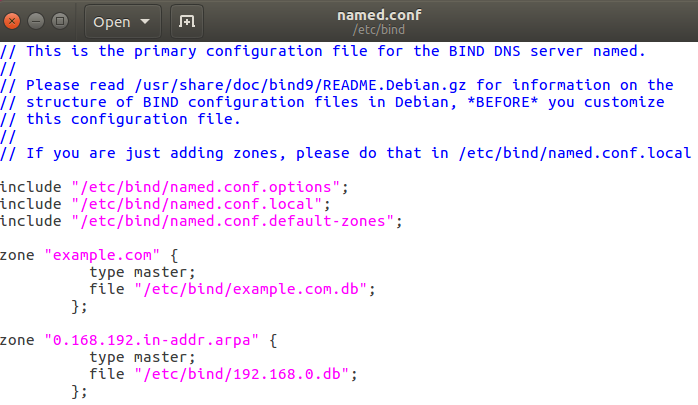 Open
named.conf
/etc/bind
// This is the primary configuration file for the BIND DNS server named.
//
// Please read /usr/share/doc/bind9/README.Debian.gz for information on the
// structure of BIND configuration files in Debian, *BEFORE* you customize
// this configuration file.
//
// If you are just adding zones, please do that in /etc/bind/named.conf.local
include "/etc/bind/named.conf.options";
include "/etc/bind/named.conf.local";
include "/etc/bind/named.conf.default-zones";
zone "example.com" {
type master;
file "/etc/bind/example.com.db";
};
zone "0.168.192.in-addr.arpa" {
type master;
file "/etc/bind/192.168.0.db";
};